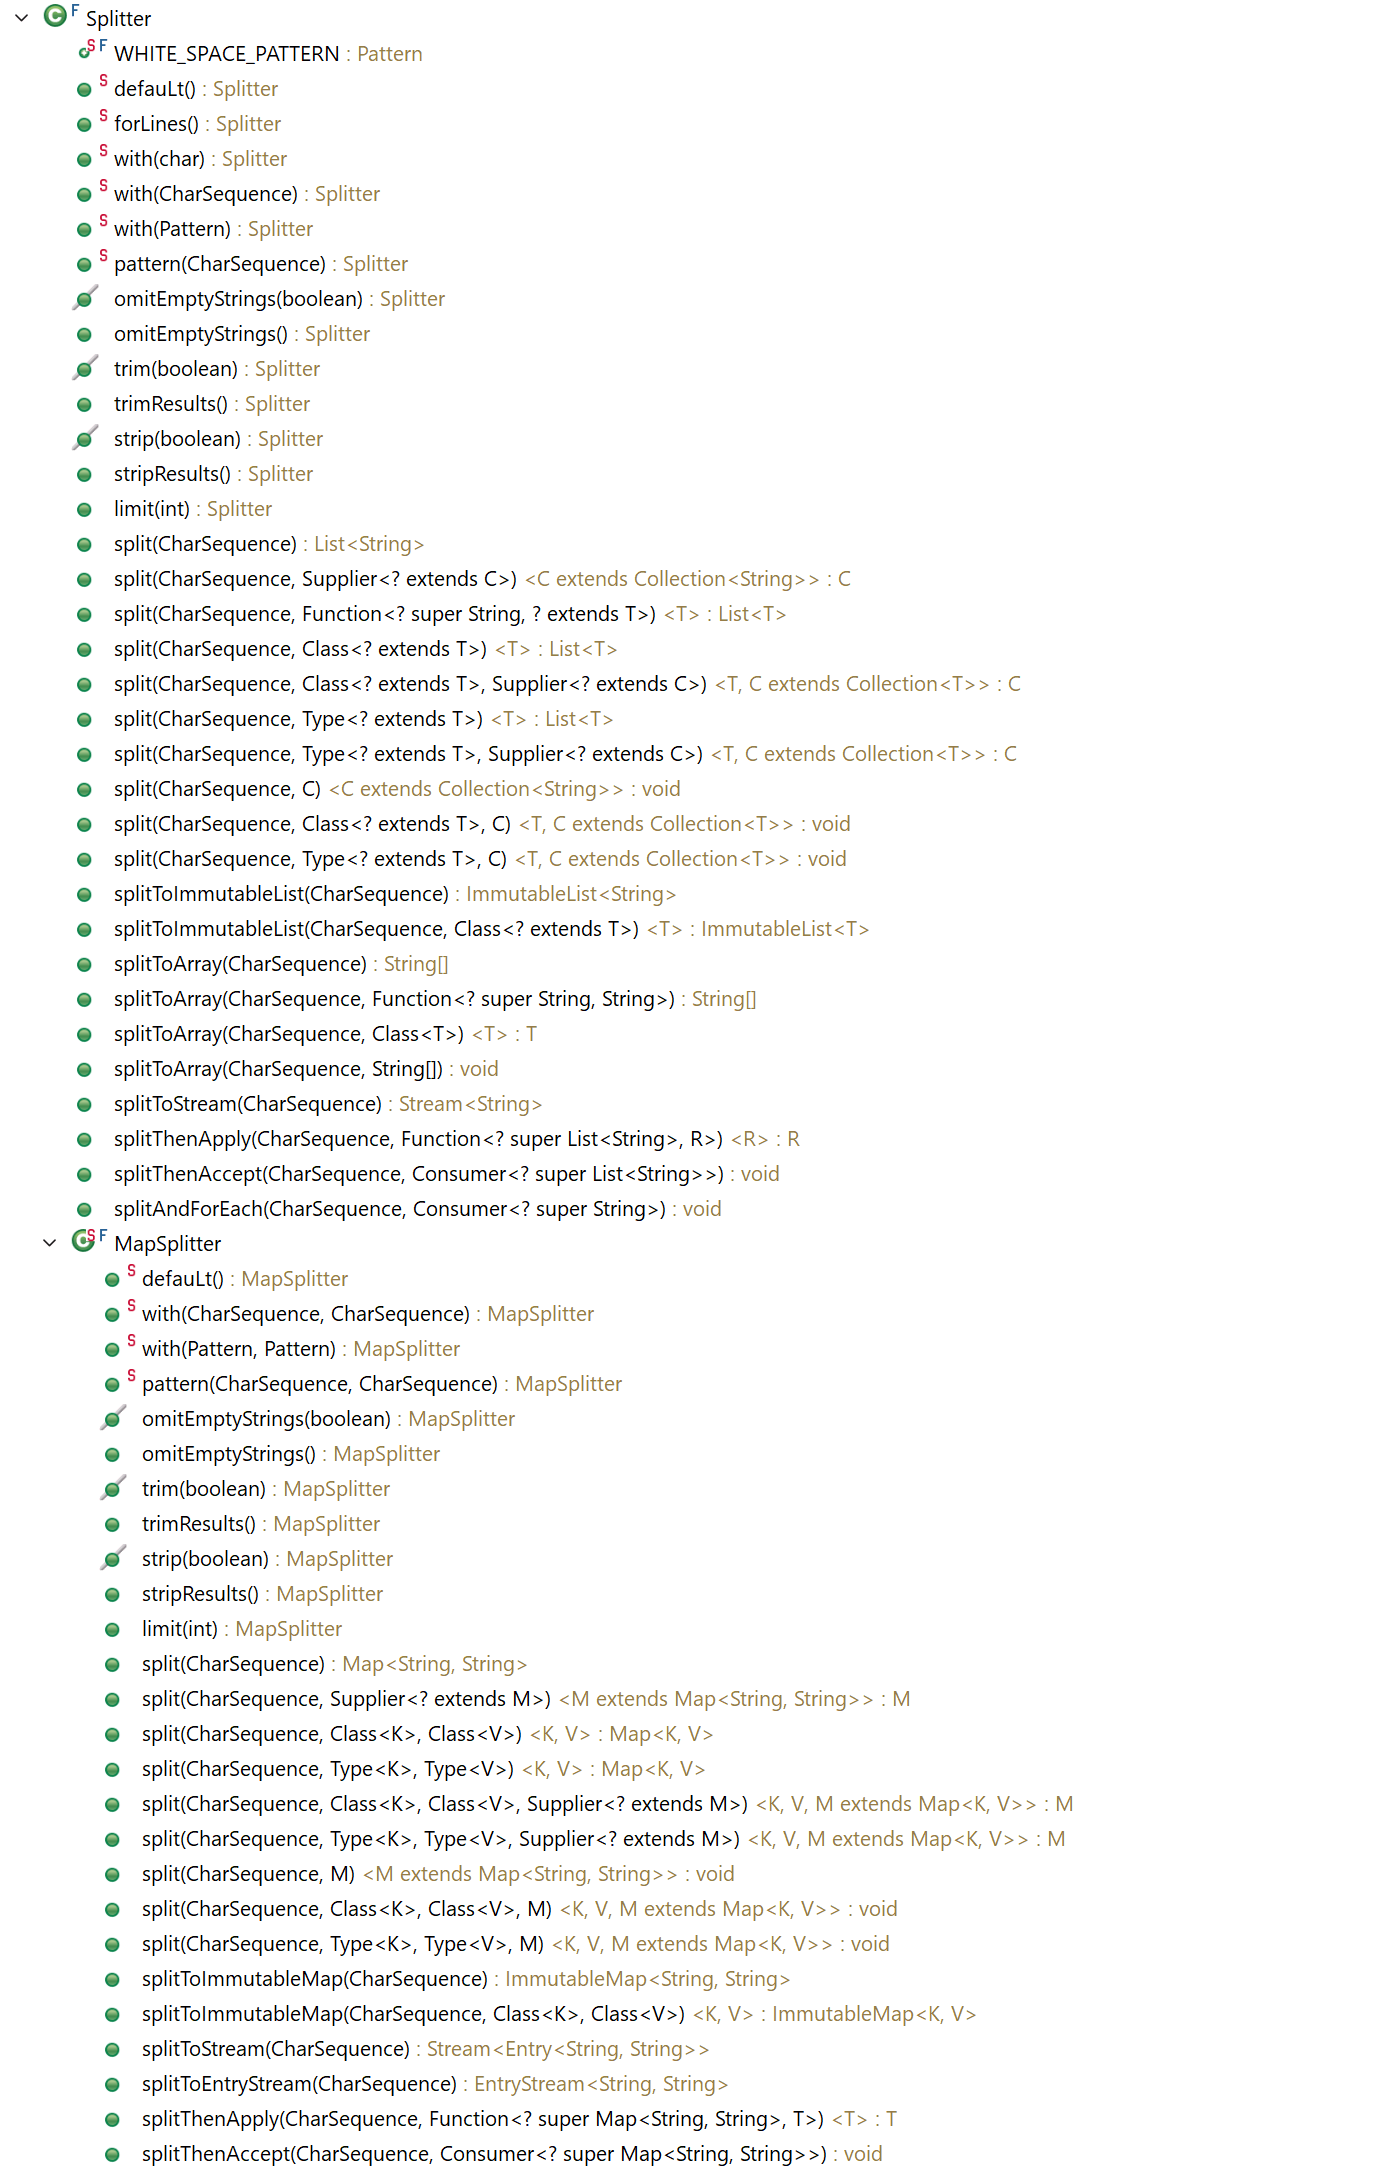 Splitter
WHITE_SPACE_PATTERN : Pattern
defauLt() : Splitter
forLines() : Splitter
with(char) : Splitter
with(CharSequence) : Splitter
with(Pattern) : Splitter
pattern(CharSequence) : Splitter
omitEmptyStrings(boolean) : Splitter
omitEmptyStrings() : Splitter
trim(boolean) : Splitter
trimResults() : Splitter
strip(boolean) : Splitter
stripResults() : Splitter
limit(int) : Splitter
split(CharSequence) : List<String>
split(CharSequence, Supplier<? extends C>) <C extends Collection<String>> : C
split(CharSequence, Function<? super String, ? extends T>) <T> : List<T>
split(CharSequence, Class<? extends T>) <T> : List<T>
split(CharSequence, Class<? extends T>, Supplier<? extends C>) <T, C extends Collection<T>> : C
split(CharSequence, Type<? extends T>) <T> : List<T>
split(CharSequence, Type<? extends T>, Supplier<? extends C>) <T, C extends Collection<T>> : C
split(CharSequence, C) <C extends Collection<String>> : void
split(CharSequence, Class<? extends T>, C) <T, C extends Collection<T>> : void
split(CharSequence, Type<? extends T>, C) <T, C extends Collection<T>> : void
splitToImmutableList(CharSequence) : ImmutableList<String>
splitToImmutableList(CharSequence, Class<? extends T>) <T> : ImmutableList<T>
splitToArray(CharSequence) : String[]
splitToArray(CharSequence, Function<? super String, String>) : String[]
splitToArray(CharSequence, Class<T>) <T> : T
splitToArray(CharSequence, String[]) : void
splitToStream(CharSequence) : Stream<String>
splitThenApply(CharSequence, Function<? super List<String>, R>) <R> : R
splitThenAccept(CharSequence, Consumer<? super List<String>>) : void
splitAndForEach(CharSequence, Consumer<? super String>) : void
MapSplitter
defauLt() : MapSplitter
with(CharSequence, CharSequence) : MapSplitter
with(Pattern, Pattern) : MapSplitter
pattern(CharSequence, CharSequence) : MapSplitter
omitEmptyStrings(boolean) : MapSplitter
omitEmptyStrings() : MapSplitter
trim(boolean) : MapSplitter
trimResults() : MapSplitter
strip(boolean) : MapSplitter
stripResults() : MapSplitter
limit(int) : MapSplitter
split(CharSequence) : Map<String, String>
split(CharSequence, Supplier<? extends M>) <M extends Map<String, String>> : M
split(CharSequence, Class<K>, Class<V>) <K, V> : Map<K, V>
split(CharSequence, Type<K>, Type<V>) <K, V> : Map<K, V>
split(CharSequence, Class<K>, Class<V>, Supplier<? extends M>) <K, V, M extends Map<K, V>> : M
split(CharSequence, Type<K>, Type<V>, Supplier<? extends M>) <K, V, M extends Map<K, V>> : M
split(CharSequence, M) <M extends Map<String, String>> : void
split(CharSequence, Class<K>, Class<V>, M) <K, V, M extends Map<K, V>> : void
split(CharSequence, Type<K>, Type<V>, M) <K, V, M extends Map<K, V>> : void
splitToImmutableMap(CharSequence) : ImmutableMap<String, String>
splitToImmutableMap(CharSequence, Class<K>, Class<V>) <K, V> : ImmutableMap<K, V>
splitToStream(CharSequence) : Stream<Entry<String, String>>
splitToEntryStream(CharSequence) : EntryStream<String, String>
splitThenApply(CharSequence, Function<? super Map<String, String>, T>) <T> : T
splitThenAccept(CharSequence, Consumer<? super Map<String, String>>) : void